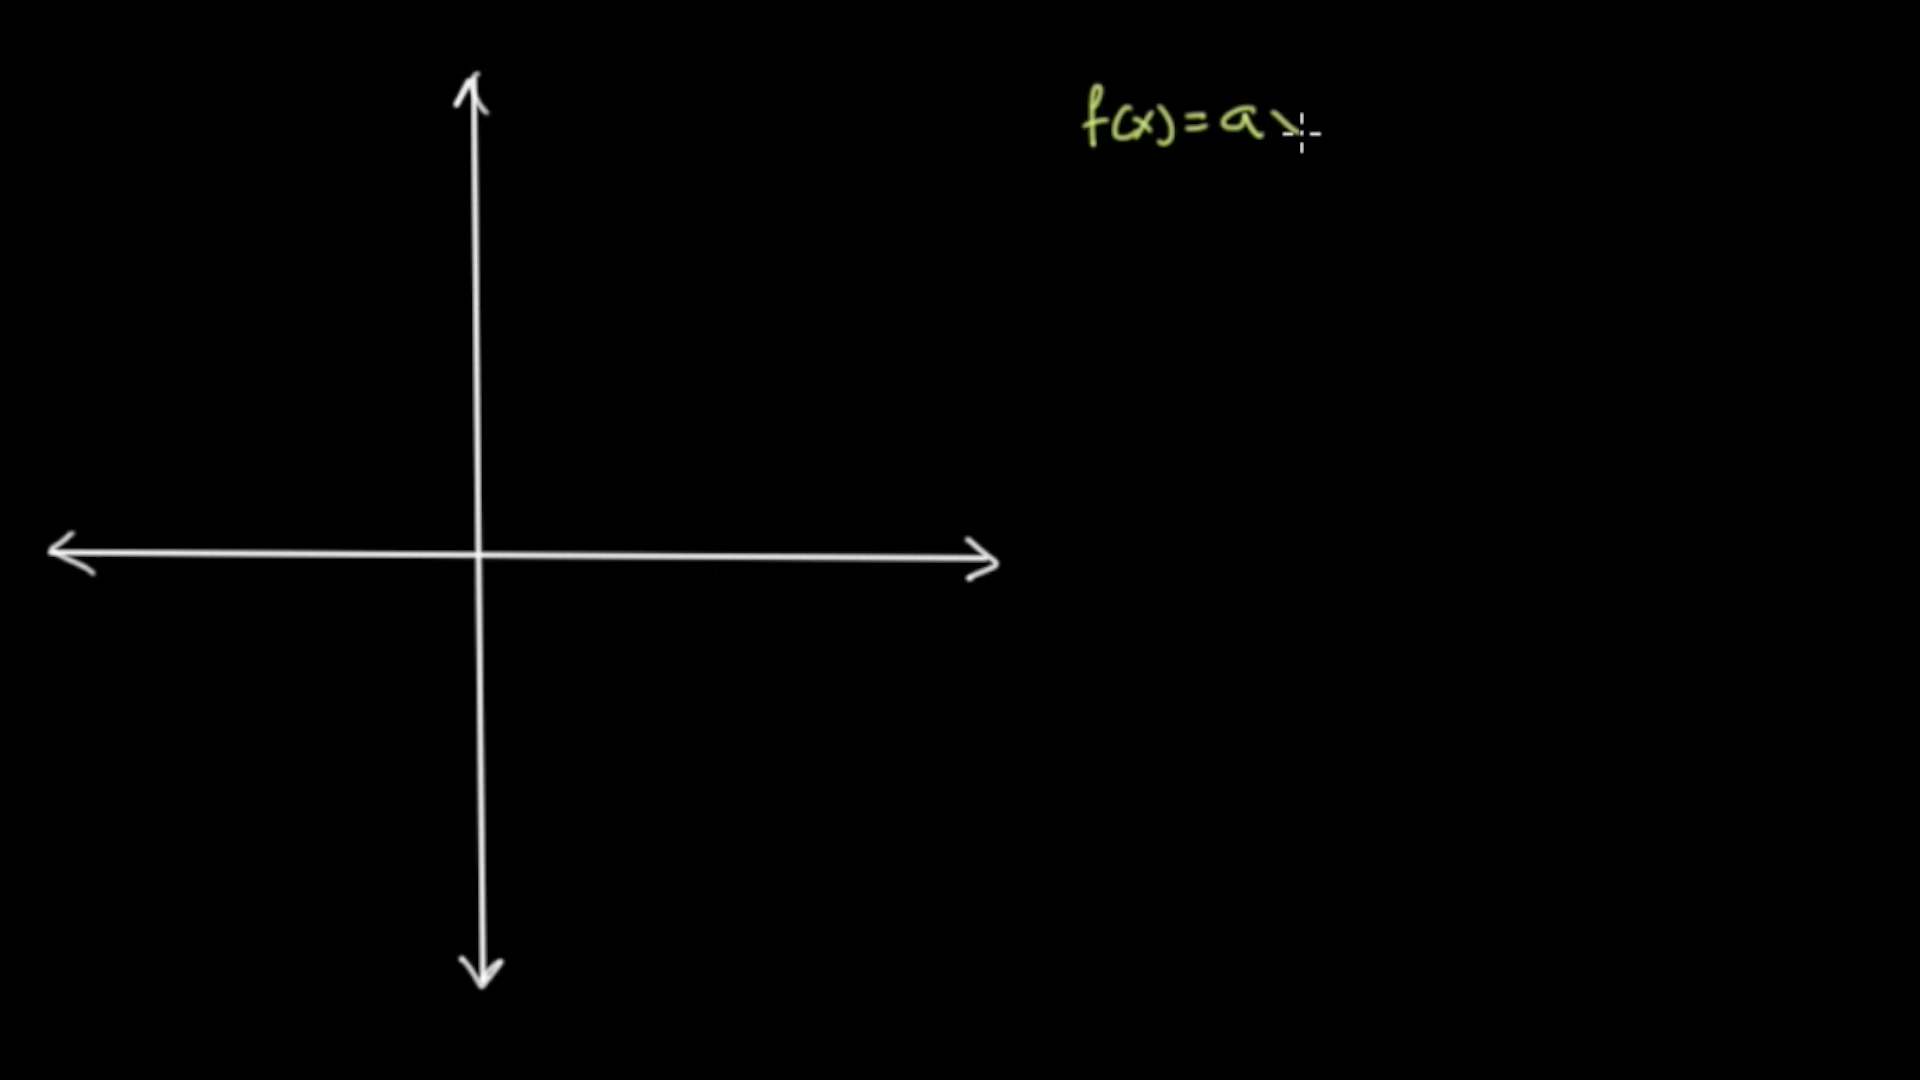 f(x) = a